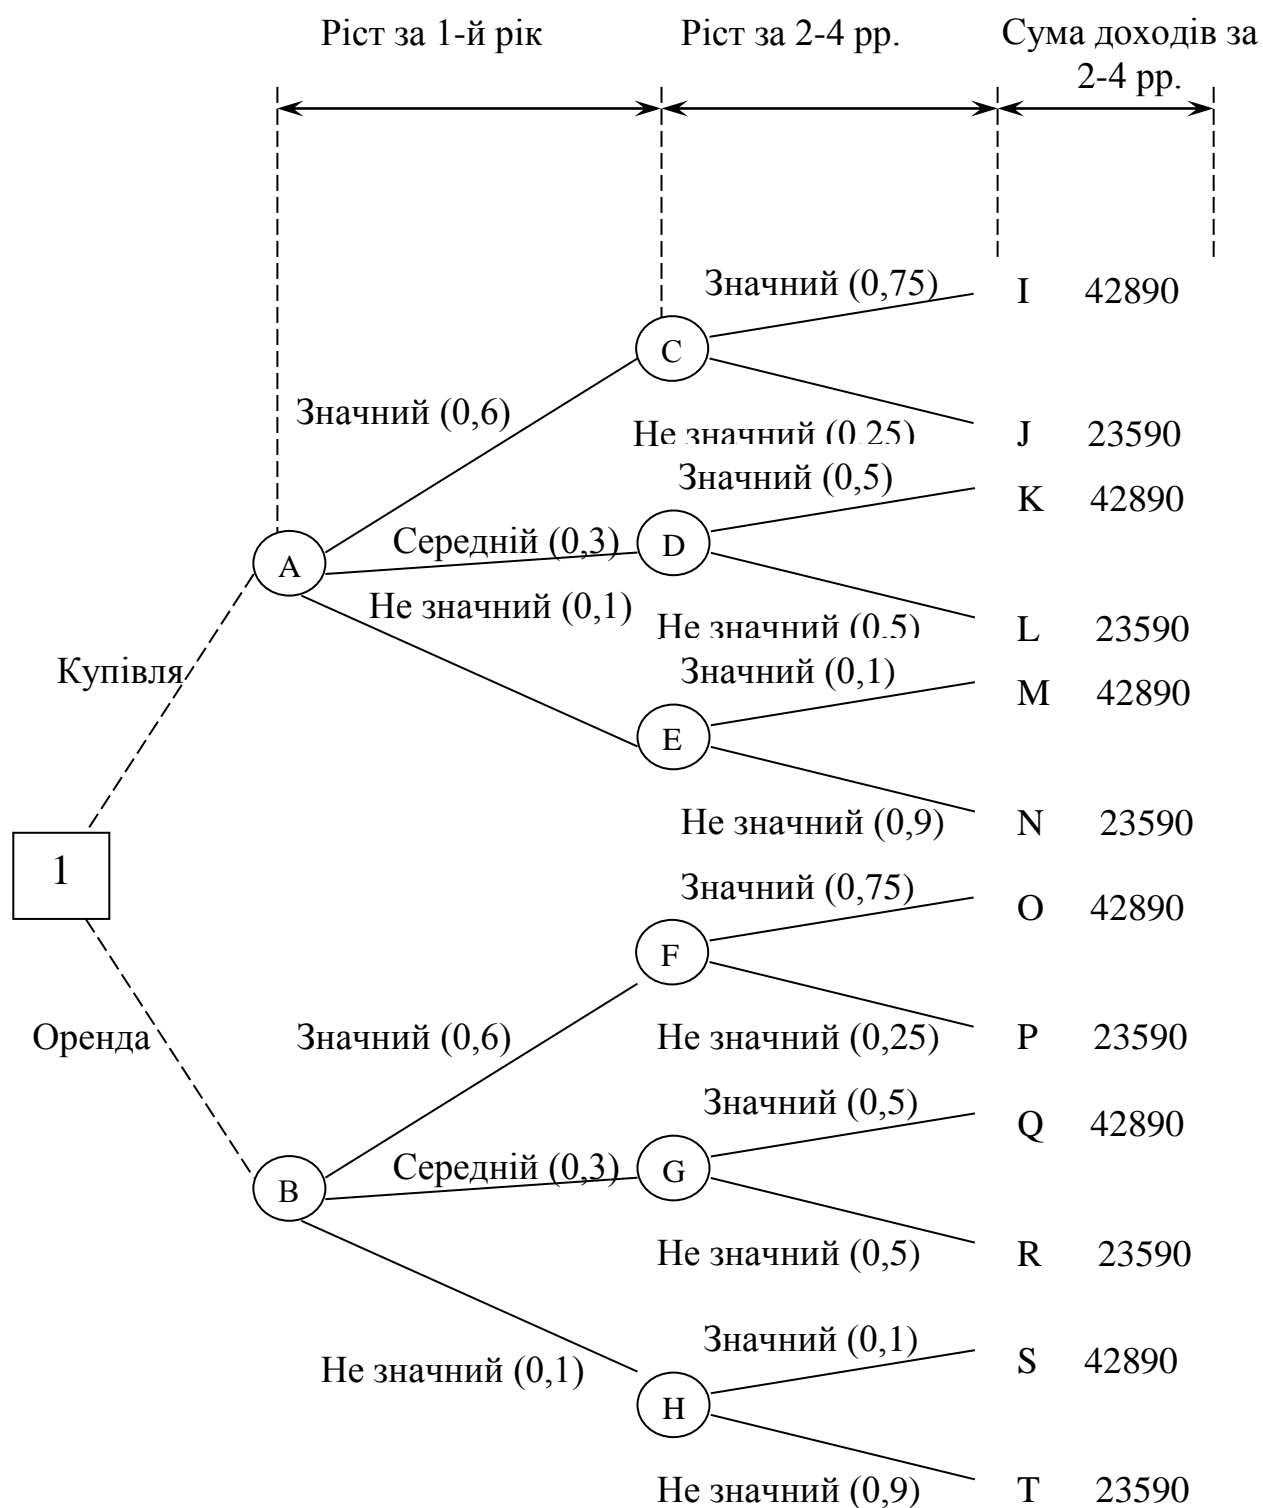 Ріст за 1-й рік
Ріст за 2-4 рр.
Сума доходів за
2-4 рр.
Значний (0,75)
I 42890
C
Значний (0,6)
Не значний (0,25)
J 23590
Значний (0,5)
K 42890
Середній (0,3)
D
A
Не значний (0,1)
Не значний (0,5)
L 23590
Купівля
Значний (0,1)
M 42890
E
Не значний (0,9)
N 23590
1
Значний (0,75)
O 42890
F
Оренда
Значний (0,6)
Не значний (0,25)
P 23590
Значний (0,5)
Q 42890
Середній (0,3)
G
B
Не значний (0,5)
R 23590
Значний (0,1)
S 42890
Не значний (0,1)
H
Не значний (0,9)
T 23590